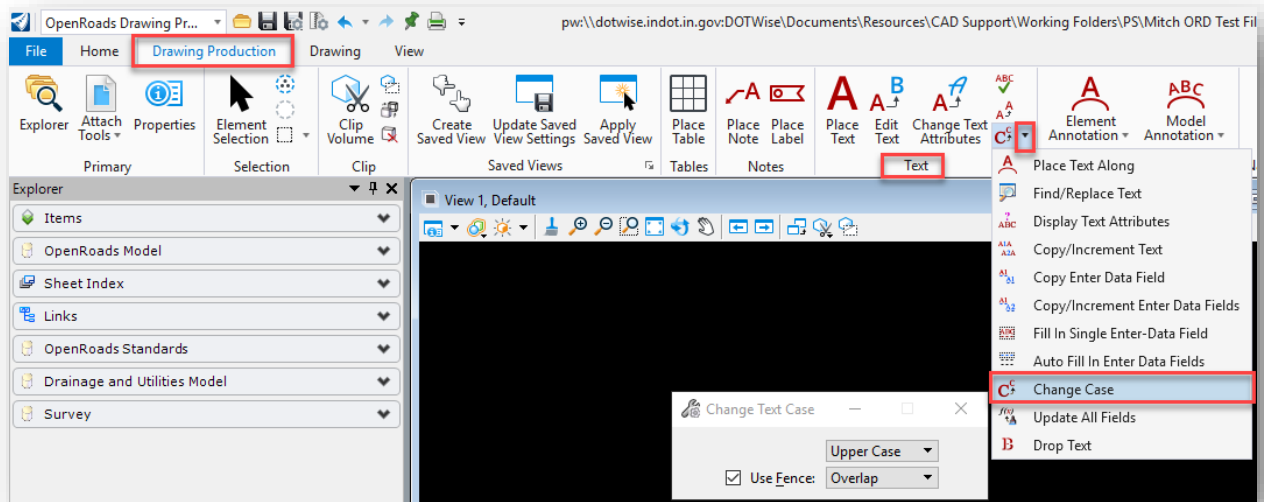 OpenRoads Drawing Pr...
pw:\\dotwise.indot.in.gov:DOTWise\Documents\Resources\CAD Support\Working Folders\PS\Mitch ORD Test Fil
File Home Drawing Production Drawing View
Explorer
Attach Tools
Properties
Element Selection
Clip Volume
Create Saved View
Update Saved View Settings
Apply Saved View
Place Table
Place Note
Place Label
Place Text
Edit Text
Change Text Attributes
Element Annotation
Model Annotation
Primary Selection Clip Saved Views Tables Notes Text
Explorer
Items
OpenRoads Model
Sheet Index
Links
OpenRoads Standards
Drainage and Utilities Model
Survey
View 1, Default
Place Text Along
Find/Replace Text
Display Text Attributes
Copy/Increment Text
Copy Enter Data Field
Copy/Increment Enter Data Fields
Fill In Single Enter-Data Field
Auto Fill In Enter Data Fields
Change Case
Update All Fields
Drop Text
Change Text Case
Upper Case
Use Fence: Overlap